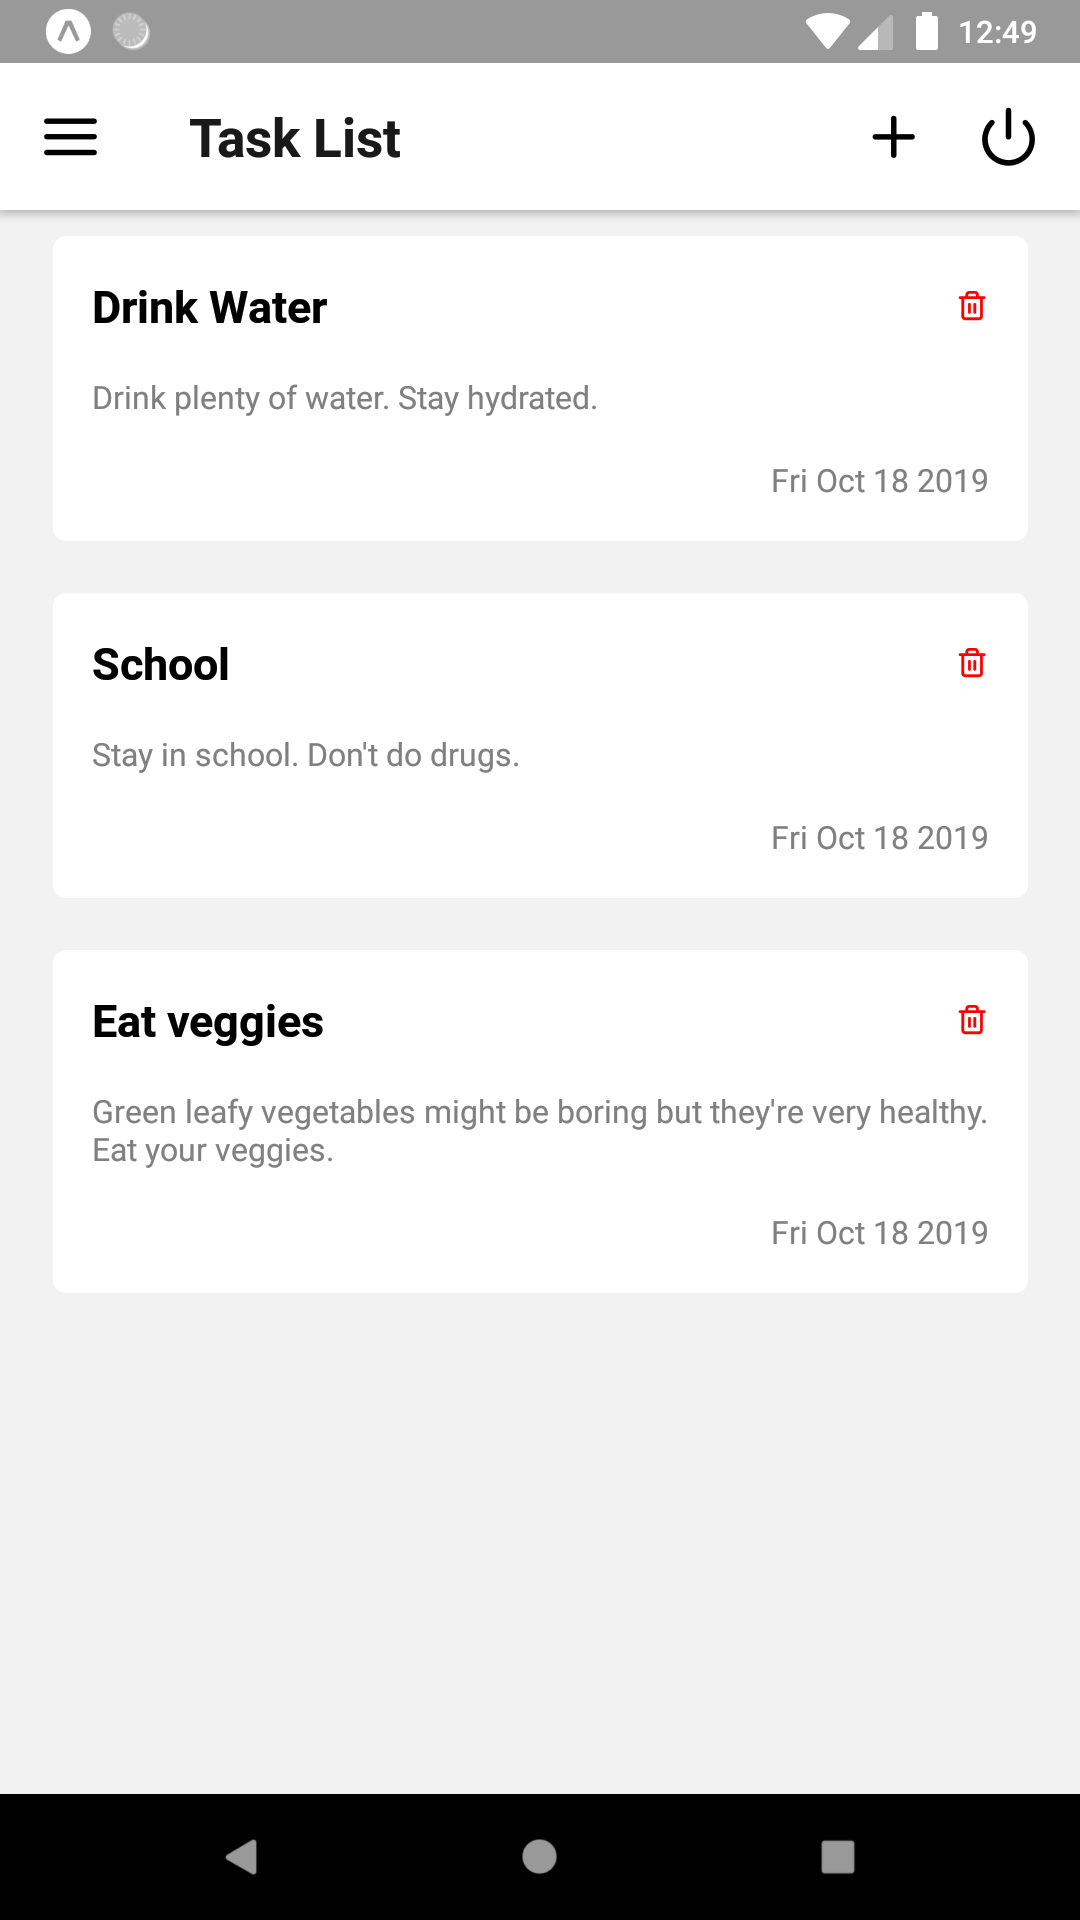 12:49
Task List
Drink Water
Drink plenty of water. Stay hydrated.
Fri Oct 18 2019
School
Stay in school. Don't do drugs.
Fri Oct 18 2019
Eat veggies
Green leafy vegetables might be boring but they're very healthy.
Eat your veggies.
Fri Oct 18 2019